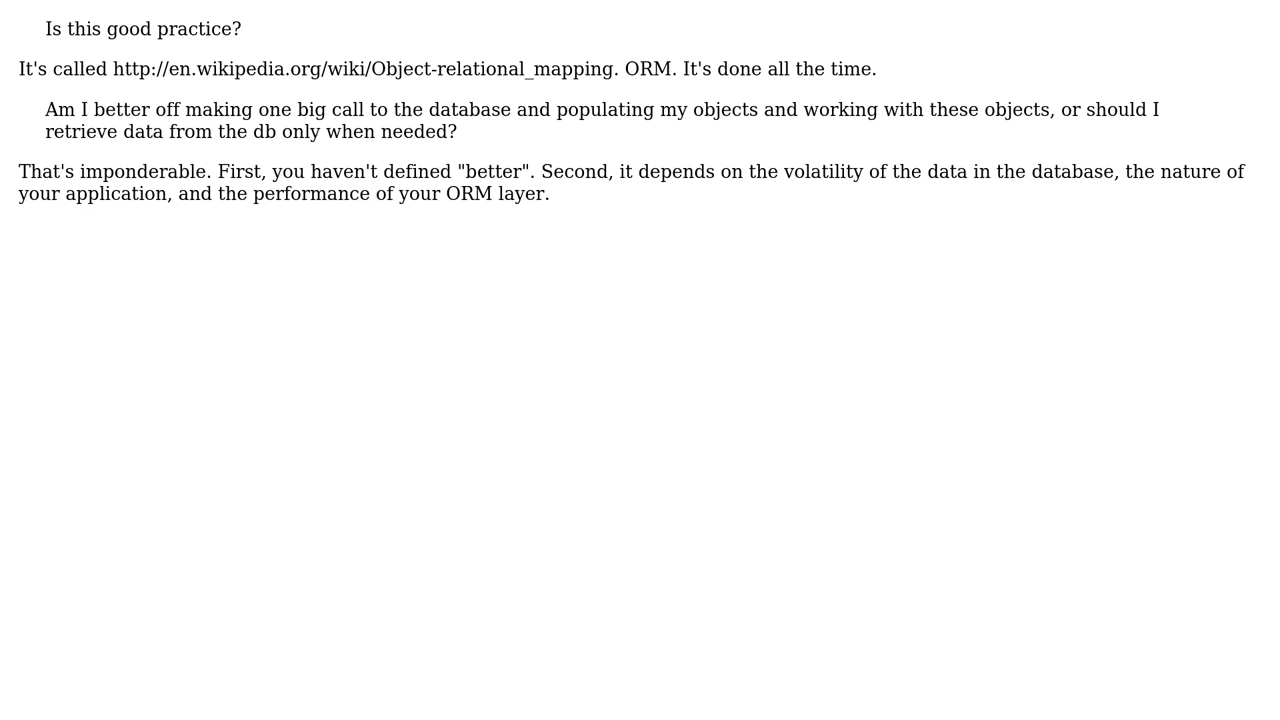 Is this good practice?
It's called http://en.wikipedia.org/wiki/Object-relational_mapping. ORM. It's done all the time.
Am I better off making one big call to the database and populating my objects and working with these objects, or should I
retrieve data from the db only when needed?
That's imponderable. First, you haven't defined "better". Second, it depends on the volatility of the data in the database, the nature of
your application, and the performance of your ORM layer.